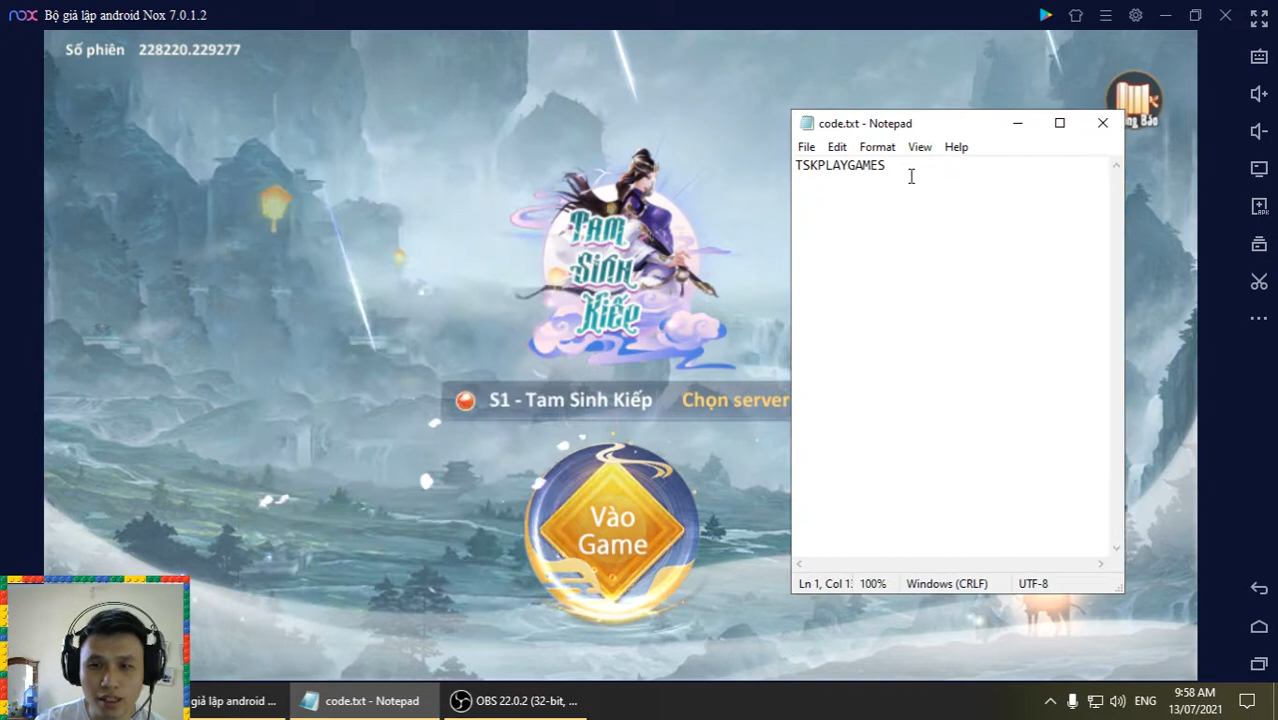 nox Bộ giả lập android Nox 7.0.1.2
Số phiên 228220.229277
code.txt - Notepad
File Edit Format View Help
TSKPLAYGAMES
Tam
Sinh
Kiếp
S1 - Tam Sinh Kiếp Chọn server
Vào
Game
Ln 1, Col 1 100% Windows (CRLF) UTF-8
giả lập android ... code.txt - Notepad OBS 22.0.2 (32-bit, ... ENG 9:58 AM
13/07/2021